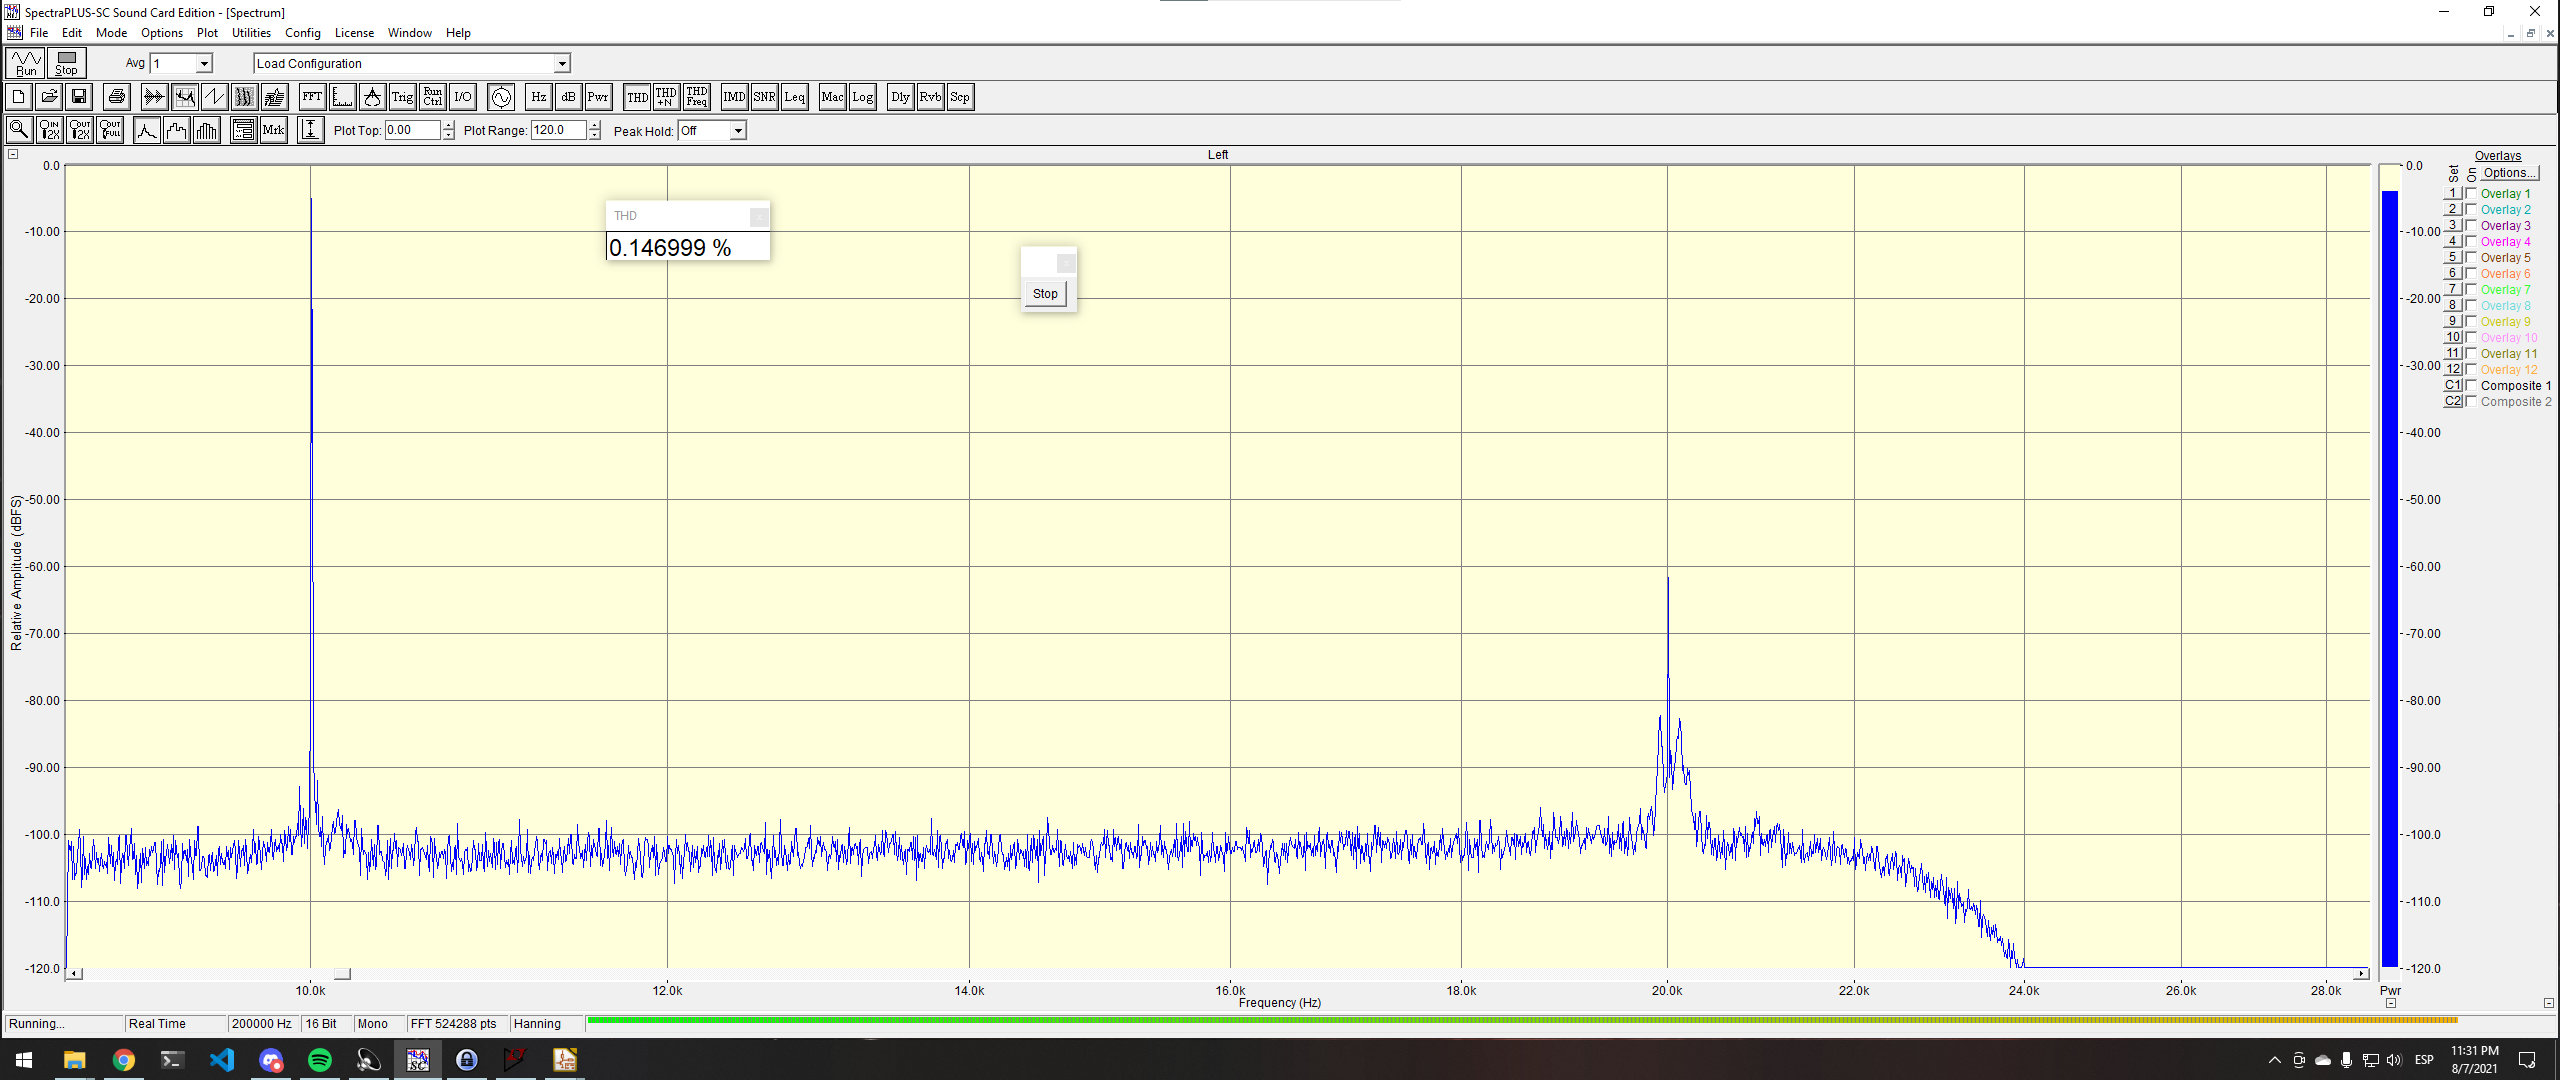 SpectraPLUS-SC Sound Card Edition - [Spectrum]
File Edit Mode Options Plot Utilities Config License Window Help
Run Stop Avg 1 Load Configuration
FFT Trig Run Ctrl I/O Hz dB Pwr THD THD +N THD Freq IMD SNR Leq Mac Log Dly Rvb Scp
IN 2X OUT 2X OUT FULL Mrk Plot Top: 0.00 Plot Range: 120.0 Peak Hold: Off
Left
Relative Amplitude (dBFS)
0.0
-10.00
-20.00
-30.00
-40.00
-50.00
-60.00
-70.00
-80.00
-90.00
-100.0
-110.0
-120.0
THD
0.146999 %
Stop
10.0k 12.0k 14.0k 16.0k 18.0k 20.0k 22.0k 24.0k 26.0k 28.0k
Frequency (Hz)
0.0
-10.00
-20.00
-30.00
-40.00
-50.00
-60.00
-70.00
-80.00
-90.00
-100.0
-110.0
-120.0
Pwr
Overlays
Set On Options...
1 Overlay 1
2 Overlay 2
3 Overlay 3
4 Overlay 4
5 Overlay 5
6 Overlay 6
7 Overlay 7
8 Overlay 8
9 Overlay 9
10 Overlay 10
11 Overlay 11
12 Overlay 12
C1 Composite 1
C2 Composite 2
Running... Real Time 200000 Hz 16 Bit Mono FFT 524288 pts Hanning
ESP
11:31 PM
8/7/2021